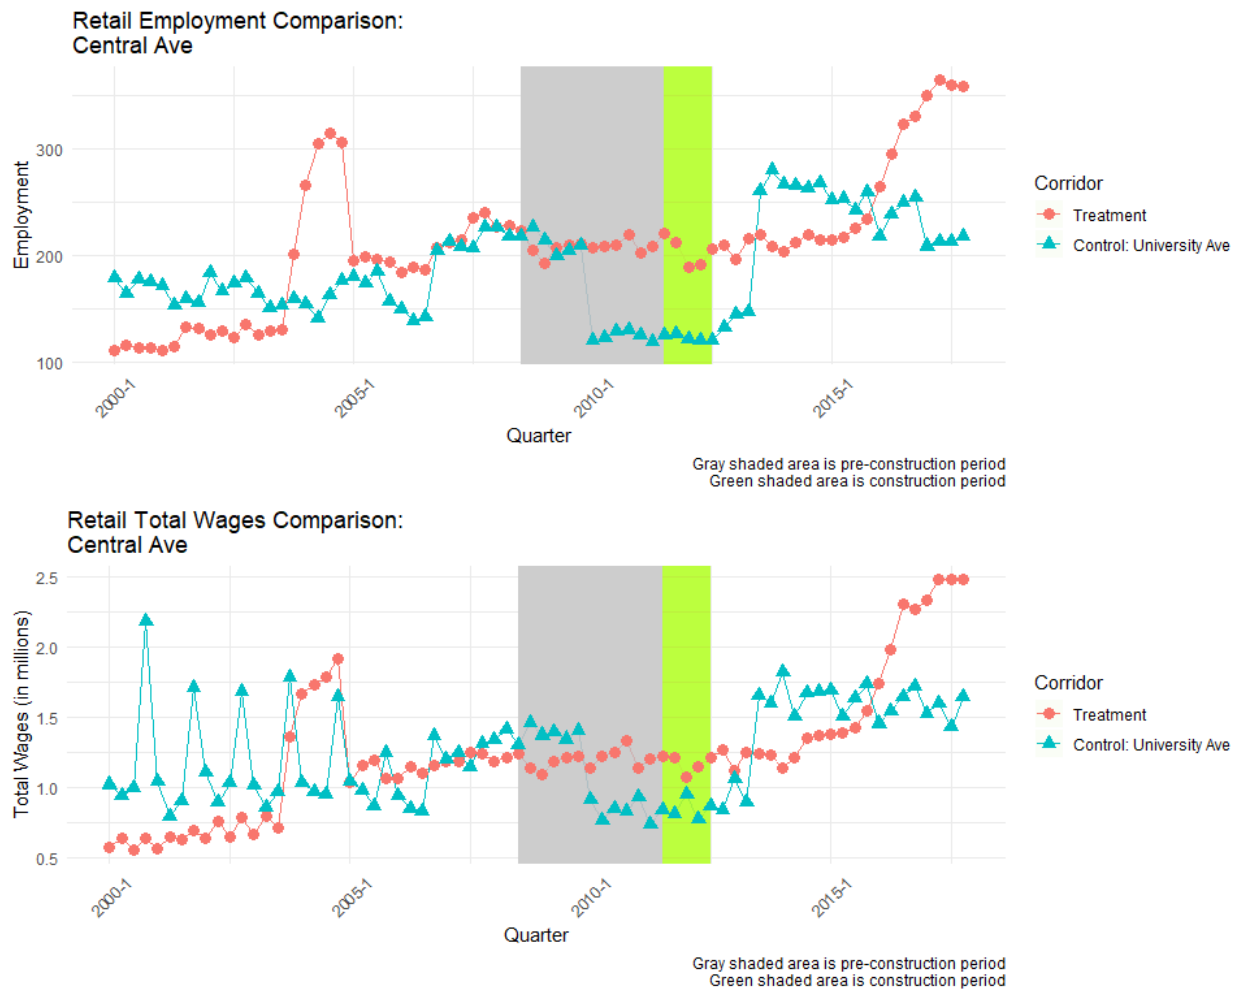 Retail Employment Comparison:
Central Ave
Employment
300
200
100
2000-1
2005-1
2010-1
2015-1
Quarter
Corridor
Treatment
Control: University Ave
Gray shaded area is pre-construction period
Green shaded area is construction period
Retail Total Wages Comparison:
Central Ave
Total Wages (in millions)
2.5
2.0
1.5
1.0
0.5
2000-1
2005-1
2010-1
2015-1
Quarter
Corridor
Treatment
Control: University Ave
Gray shaded area is pre-construction period
Green shaded area is construction period